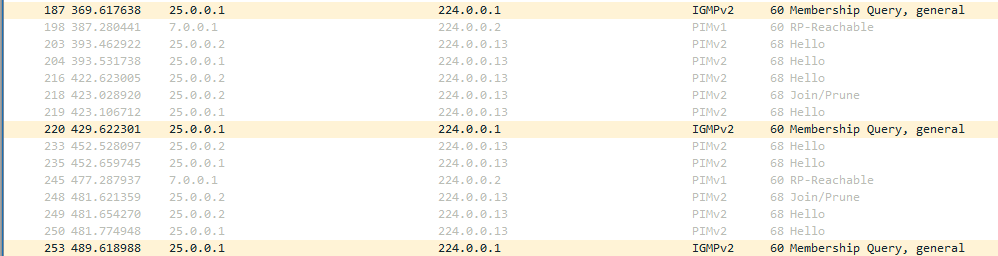 187 369.617638 25.0.0.1 224.0.0.1 IGMPv2 60 Membership Query, general
198 387.280441 7.0.0.1 224.0.0.2 PIMv1 60 RP-Reachable
203 393.462922 25.0.0.2 224.0.0.13 PIMv2 68 Hello
204 393.531738 25.0.0.1 224.0.0.13 PIMv2 68 Hello
216 422.623005 25.0.0.2 224.0.0.13 PIMv2 68 Hello
218 423.028920 25.0.0.2 224.0.0.13 PIMv2 68 Join/Prune
219 423.106712 25.0.0.1 224.0.0.13 PIMv2 68 Hello
220 429.622301 25.0.0.1 224.0.0.1 IGMPv2 60 Membership Query, general
233 452.528097 25.0.0.2 224.0.0.13 PIMv2 68 Hello
235 452.659745 25.0.0.1 224.0.0.13 PIMv2 68 Hello
245 477.287937 7.0.0.1 224.0.0.2 PIMv1 60 RP-Reachable
248 481.621359 25.0.0.2 224.0.0.13 PIMv2 68 Join/Prune
249 481.654270 25.0.0.2 224.0.0.13 PIMv2 68 Hello
250 481.774948 25.0.0.1 224.0.0.13 PIMv2 68 Hello
253 489.618988 25.0.0.1 224.0.0.1 IGMPv2 60 Membership Query, general